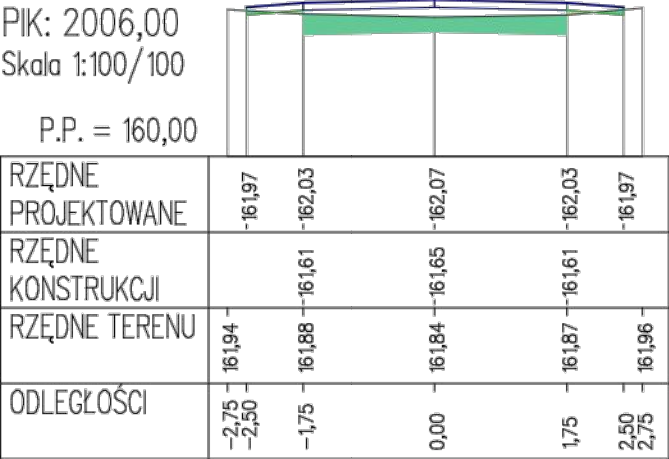 PIK: 2006,00
Skala 1:100/100
P.P. = 160,00
RZĘDNE
PROJEKTOWANE
161,97 162,03 162,07 162,03 161,97
RZĘDNE
KONSTRUKCJI
161,61 161,65 161,61
RZĘDNE TERENU
161,94 161,88 161,84 161,87 161,96
ODLEGŁOŚCI
-2,75 -2,50 -1,75 0,00 1,75 2,50 2,75